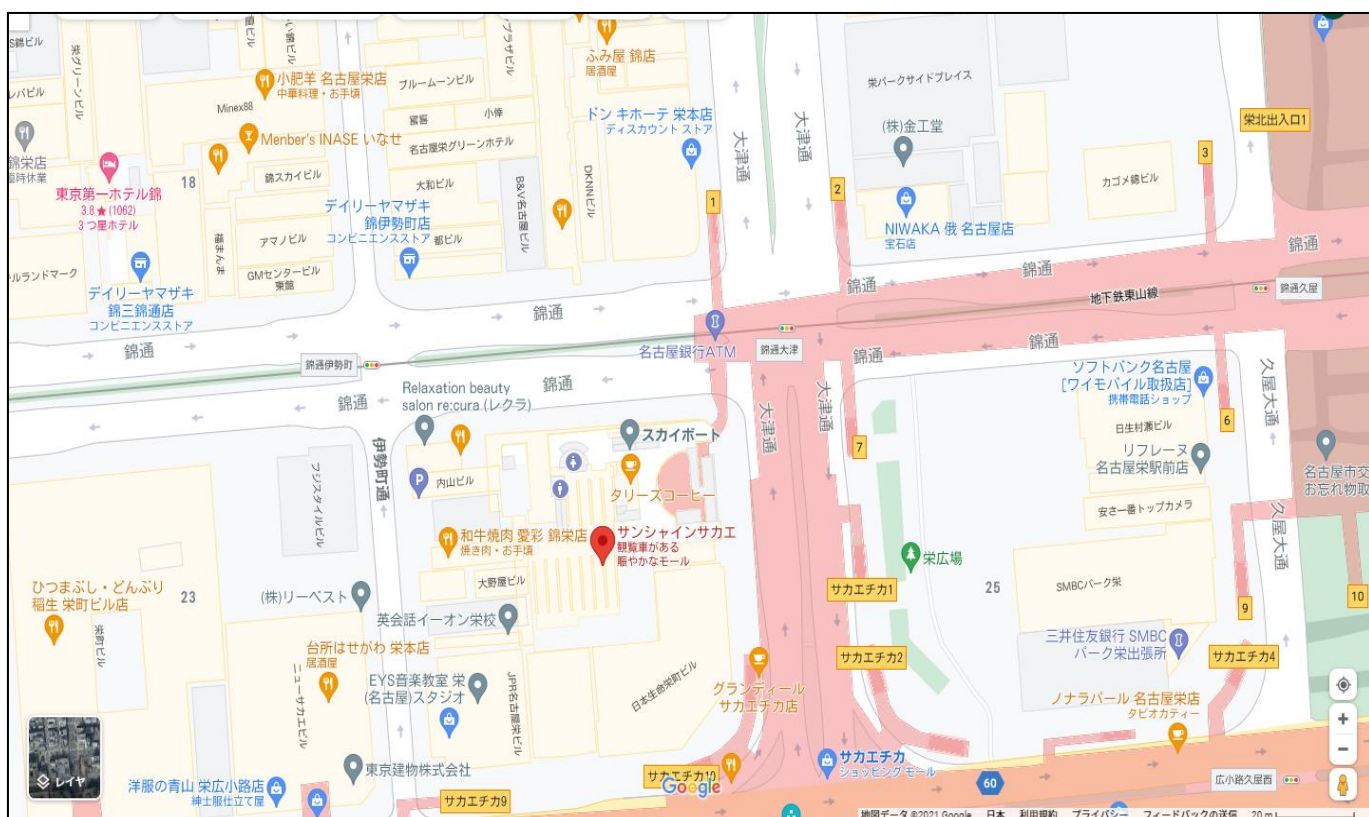 小肥羊 名古屋栄店
中華料理・お手頃
Minex88
Menber's INASE いなせ
錦栄店
東京第一ホテル錦
3.8 ★ (1062)
3 つ星ホテル
18
錦スカイビル
アマノビル
GMセンタービル
東館
デイリーヤマザキ
錦三錦通店
コンビニエンスストア
栄グリーンビル
ブルームーンビル
小倖
名古屋栄グリーンホテル
大和ビル
都ビル
B&V名古屋ビル
DKNNビル
デイリーヤマザキ
錦伊勢町店
コンビニエンスストア
ふみ屋 錦店
居酒屋
ドン キホーテ 栄本店
ディスカウント ストア
大津通
大津通
1
2
3
栄パークサイドプレイス
(株)金工堂
NIWAKA 俄 名古屋店
宝石店
カゴメ錦ビル
栄北出入口1
錦通
錦通
錦通
地下鉄東山線
錦通久屋
錦通
錦通
錦通大津
名古屋銀行ATM
錦通
錦通
錦通
錦通
錦通伊勢町
Relaxation beauty
salon re:cura (レクラ)
スカイボート
タリーズコーヒー
内山ビル
和牛焼肉 愛彩 錦栄店
焼き肉・お手頃
サンシャインサカエ
観覧車がある
賑やかなモール
大野屋ビル
英会話イーオン栄校
EYS音楽教室 栄
(名古屋)スタジオ
JPR名古屋栄ビル
日本生命栄町ビル
伊勢町通
フジスタイルビル
(株)リーベスト
23
ひつまぶし・どんぶり
稲生 栄町ビル店
栄町ビル
台所はせがわ 栄本店
居酒屋
ニューサカエビル
東京建物株式会社
洋服の青山 栄広小路店
紳士服仕立て屋
レイヤ
サカエチカ9
サカエチカ10
Google
グランディール
サカエチカ店
大津通
大津通
7
サカエチカ1
サカエチカ2
栄広場
25
サカエチカ
ショッピング モール
60
ソフトバンク名古屋
[ワイモバイル取扱店]
携帯電話ショップ
日生村瀬ビル
リフレーヌ
名古屋栄駅前店
安さ一番トップカメラ
SMBCパーク栄
三井住友銀行 SMBC
パーク栄出張所
ノナラパール 名古屋栄店
タピオカティー
6
9
10
サカエチカ4
久屋大通
久屋大通
名古屋市交
お忘れ物取
広小路久屋西
地図データ ©2021 Google 日本 利用規約 プライバシー フィードバックの送信 20 m